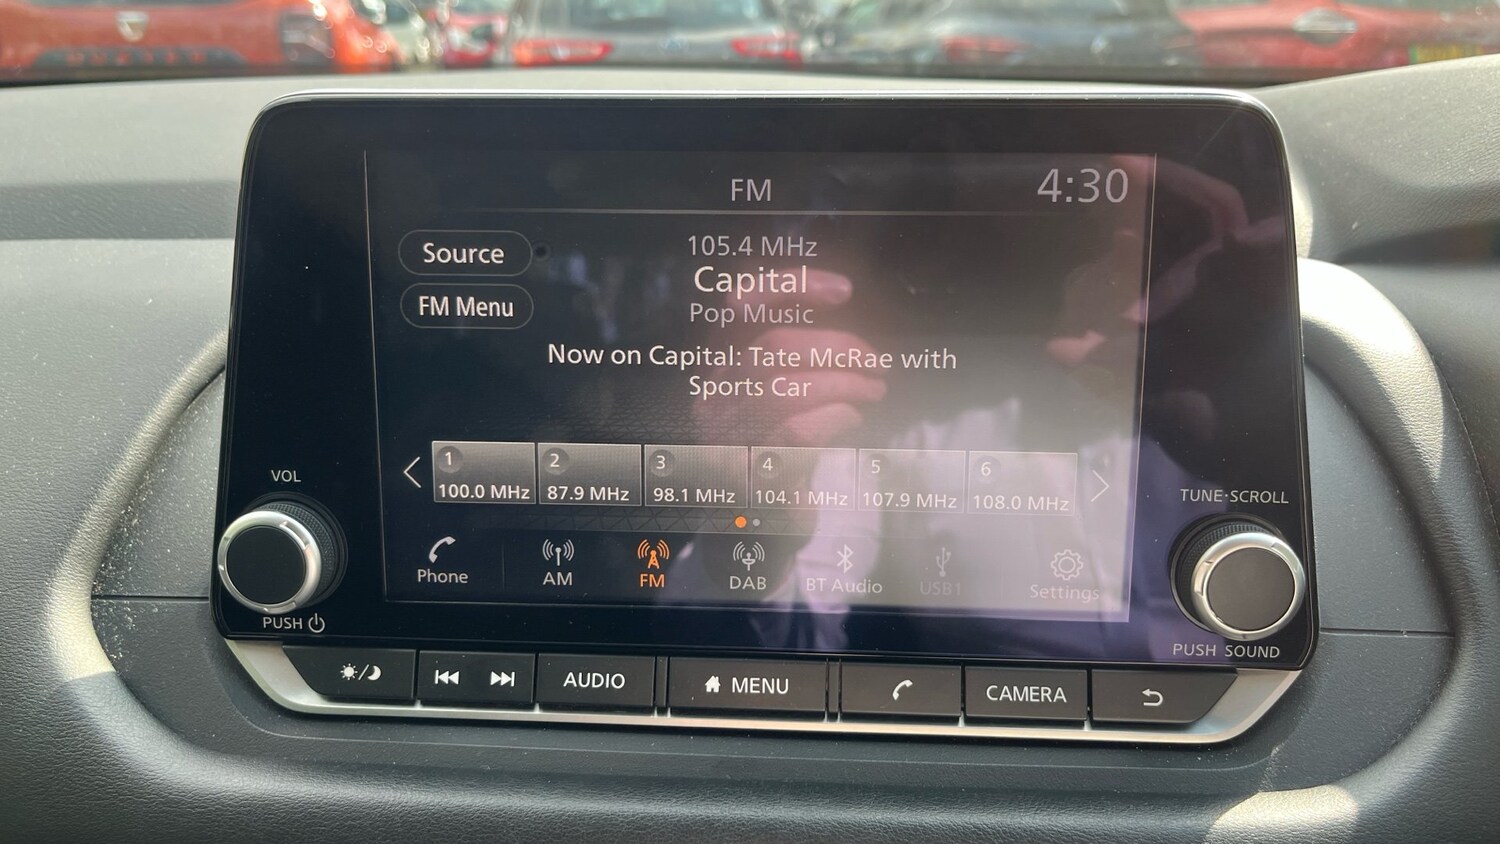 FM
4:30
Source
FM Menu
105.4 MHz
Capital
Pop Music
Now on Capital: Tate McRae with
Sports Car
1
100.0 MHz
2
87.9 MHz
3
98.1 MHz
4
104.1 MHz
5
107.9 MHz
6
108.0 MHz
Phone
AM
FM
DAB
BT Audio
USB1
Settings
VOL
PUSH
TUNE·SCROLL
PUSH SOUND
AUDIO
MENU
CAMERA